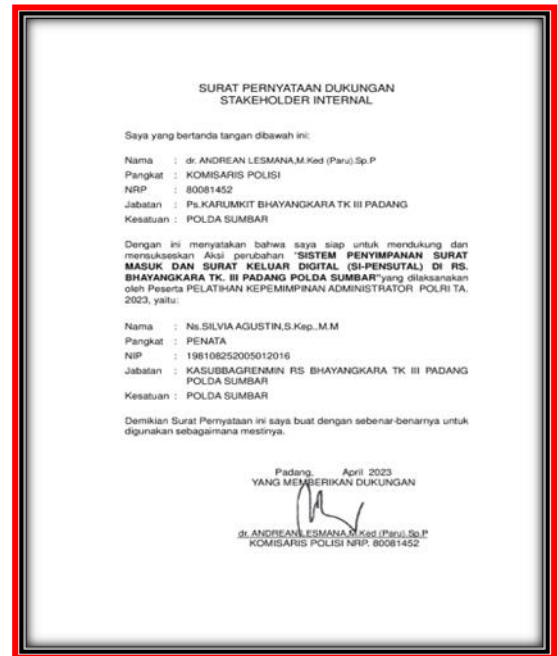 SURAT PERNYATAAN DUKUNGAN
STAKEHOLDER INTERNAL
Saya yang bertanda tangan dibawah ini:
Nama : dr. ANDREAN LESMANA,M.Ked (Paru).Sp.P
Pangkat : KOMISARIS POLISI
NRP : 80081452
Jabatan : Ps.KARUMKIT BHAYANGKARA TK III PADANG
Kesatuan : POLDA SUMBAR
Dengan ini menyatakan bahwa saya siap untuk mendukung dan
mensukseskan Aksi perubahan "SISTEM PENYIMPANAN SURAT
MASUK DAN SURAT KELUAR DIGITAL (SI-PENSUTAL) DI RS.
BHAYANGKARA TK. III PADANG POLDA SUMBAR"yang dilaksanakan
oleh Peserta PELATIHAN KEPEMIMPINAN ADMINISTRATOR POLRI TA.
2023, yaitu:
Nama : Ns.SILVIA AGUSTIN,S.Kep.,M.M
Pangkat : PENATA
NIP : 198108252005012016
Jabatan : KASUBBAGRENMIN RS BHAYANGKARA TK III PADANG
POLDA SUMBAR
Kesatuan : POLDA SUMBAR
Demikian Surat Pernyataan ini saya buat dengan sebenar-benarnya untuk
digunakan sebagaimana mestinya.
Padang, April 2023
YANG MEMBERIKAN DUKUNGAN
dr. ANDREAN LESMANA,M.Ked (Paru).Sp.P
KOMISARIS POLISI NRP. 80081452